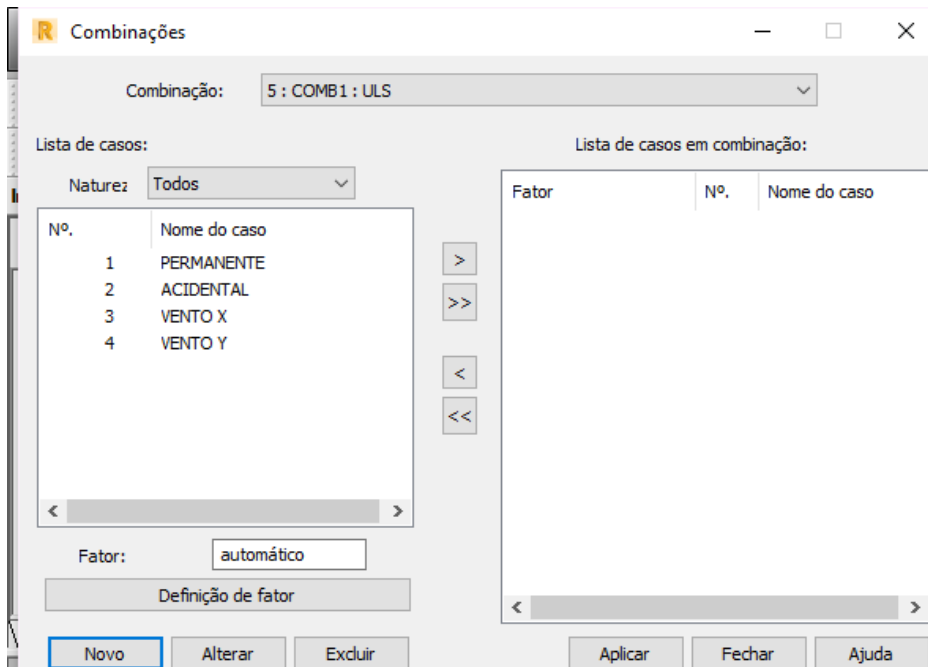 R Combinações
Combinação: 5 : COMB1 : ULS
Lista de casos: Lista de casos em combinação:
Naturez Todos
Nº. Nome do caso
1 PERMANENTE
2 ACIDENTAL
3 VENTO X
4 VENTO Y
>
>>
<
<<
Fator Nº. Nome do caso
Fator: automático
Definição de fator
Novo Alterar Excluir Aplicar Fechar Ajuda